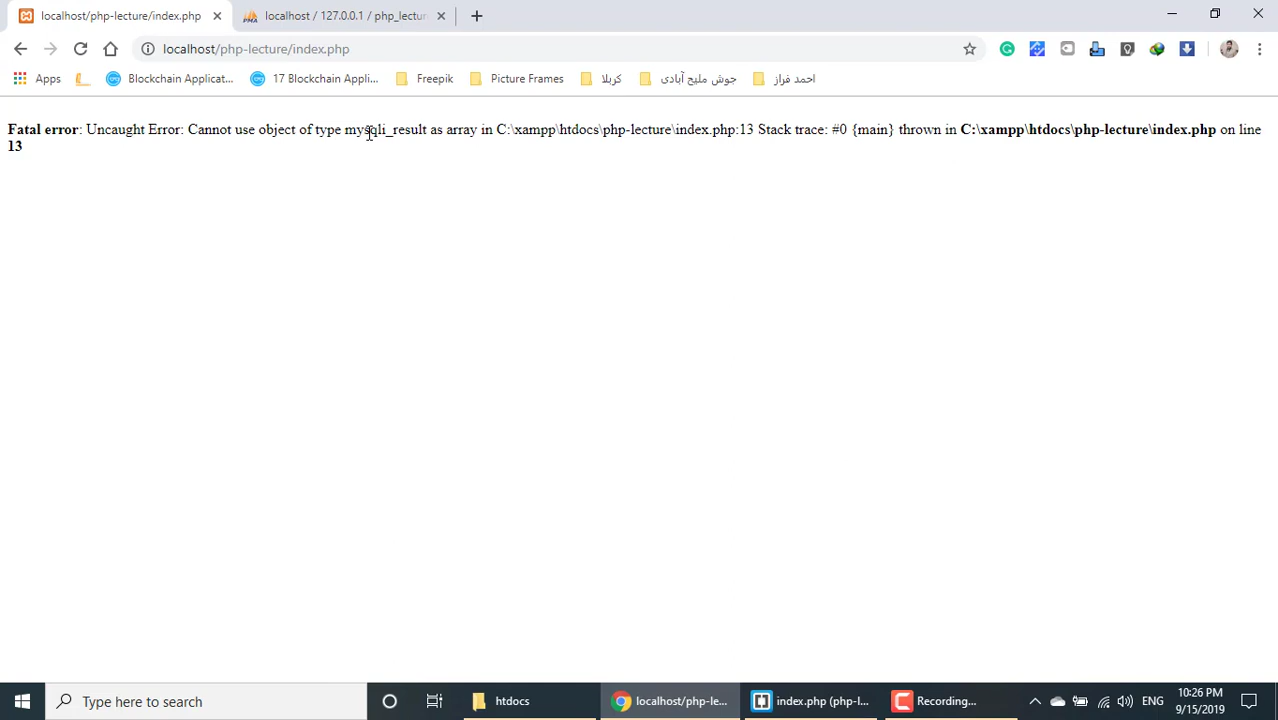 localhost/php-lecture/index.php
localhost / 127.0.0.1 / php_lectur
localhost/php-lecture/index.php
Apps
Blockchain Applicat...
17 Blockchain Appli...
Freepik
Picture Frames
کربلا
جوش ملیح آبادی
احمد فراز
Fatal error: Uncaught Error: Cannot use object of type mysqli_result as array in C:\xampp\htdocs\php-lecture\index.php:13 Stack trace: #0 {main} thrown in C:\xampp\htdocs\php-lecture\index.php on line
13
Type here to search
htdocs
localhost/php-le...
index.php (php-l...
Recording...
ENG
10:26 PM
9/15/2019